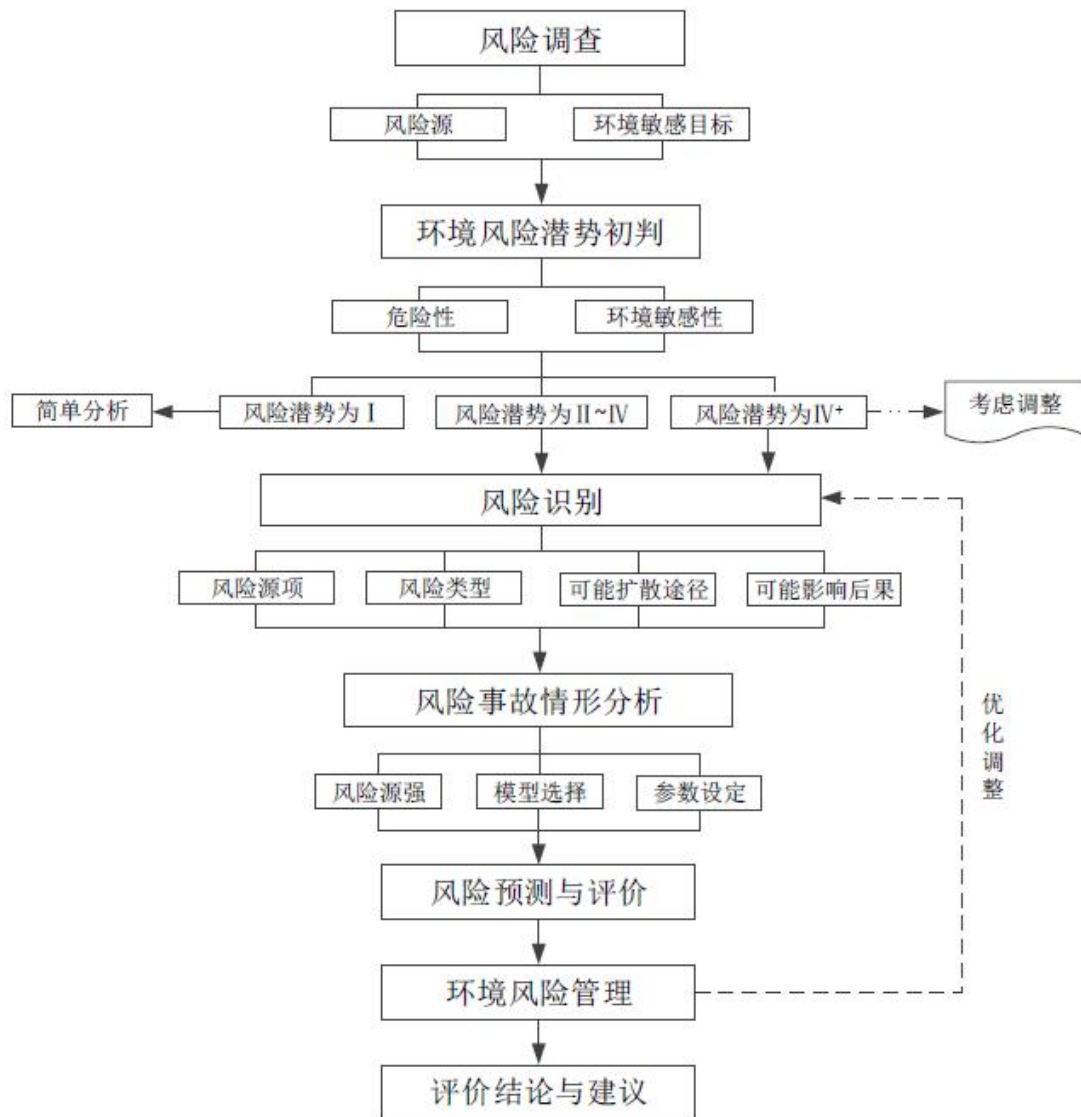 风险调查
风险源
环境敏感目标
环境风险潜势初判
危险性
环境敏感性
简单分析
风险潜势为Ⅰ
风险潜势为Ⅱ~Ⅳ
风险潜势为Ⅳ+
考虑调整
风险识别
风险源项
风险类型
可能扩散途径
可能影响后果
风险事故情形分析
优化调整
风险源强
模型选择
参数设定
风险预测与评价
环境风险管理
评价结论与建议